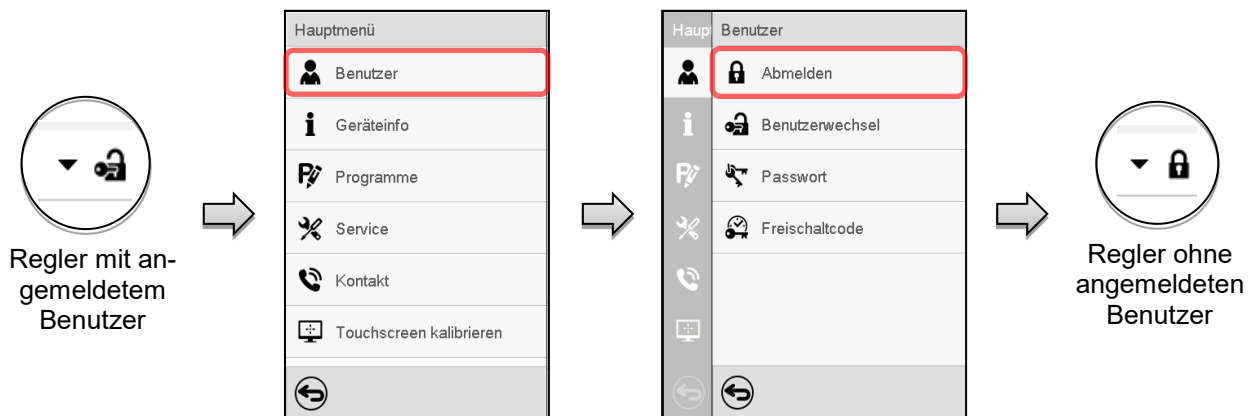 Regler mit an-
gemeldetem
Benutzer
Hauptmenü
Benutzer
Geräteinfo
Programme
Service
Kontakt
Touchscreen kalibrieren
Haup
Benutzer
Abmelden
Benutzerwechsel
Passwort
Freischaltcode
Regler ohne
angemeldeten
Benutzer